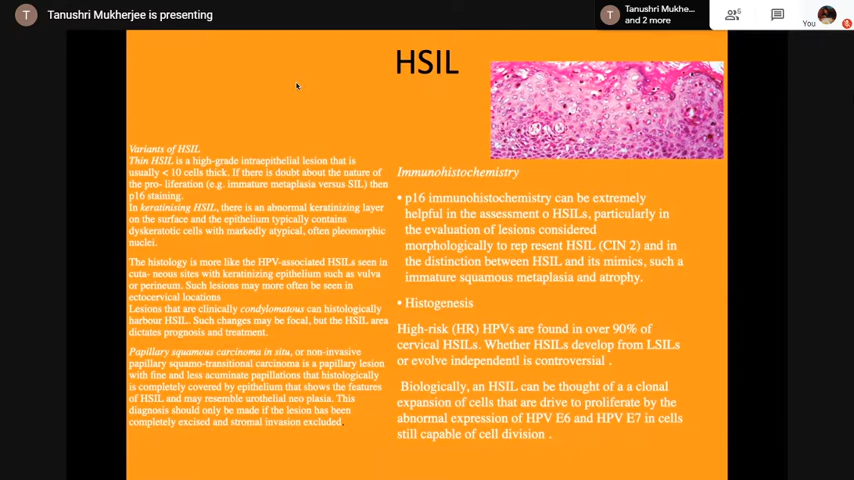 T
Tanushri Mukherjee is presenting
T
Tanushri Mukhe...
and 2 more
6
You
HSIL
Variants of HSIL
Thin HSIL is a high-grade intraepithelial lesion that is
usually < 10 cells thick. If there is doubt about the nature of
the pro- liferation (e.g. immature metaplasia versus SIL) then
p16 staining.
In keratinising HSIL, there is an abnormal keratinizing layer
on the surface and the epithelium typically contains
dyskeratotic cells with markedly atypical, often pleomorphic
nuclei.
The histology is more like the HPV-associated HSILs seen in
cuta- neous sites with keratinizing epithelium such as vulva
or perineum. Such lesions may more often be seen in
ectocervical locations
Lesions that are clinically condylomatous can histologically
harbour HSIL. Such changes may be focal, but the HSIL area
dictates prognosis and treatment.
Papillary squamous carcinoma in situ, or non-invasive
papillary squamo-transitional carcinoma is a papillary lesion
with fine and less acuminate papillations that histologically
is completely covered by epithelium that shows the features
of HSIL and may resemble urothelial neo plasia. This
diagnosis should only be made if the lesion has been
completely excised and stromal invasion excluded.
Immunohistochemistry
• p16 immunohistochemistry can be extremely
helpful in the assessment o HSILs, particularly in
the evaluation of lesions considered
morphologically to rep resent HSIL (CIN 2) and in
the distinction between HSIL and its mimics, such a
immature squamous metaplasia and atrophy.
• Histogenesis
High-risk (HR) HPVs are found in over 90% of
cervical HSILs. Whether HSILs develop from LSILs
or evolve independentl is controversial .
Biologically, an HSIL can be thought of a a clonal
expansion of cells that are drive to proliferate by the
abnormal expression of HPV E6 and HPV E7 in cells
still capable of cell division .